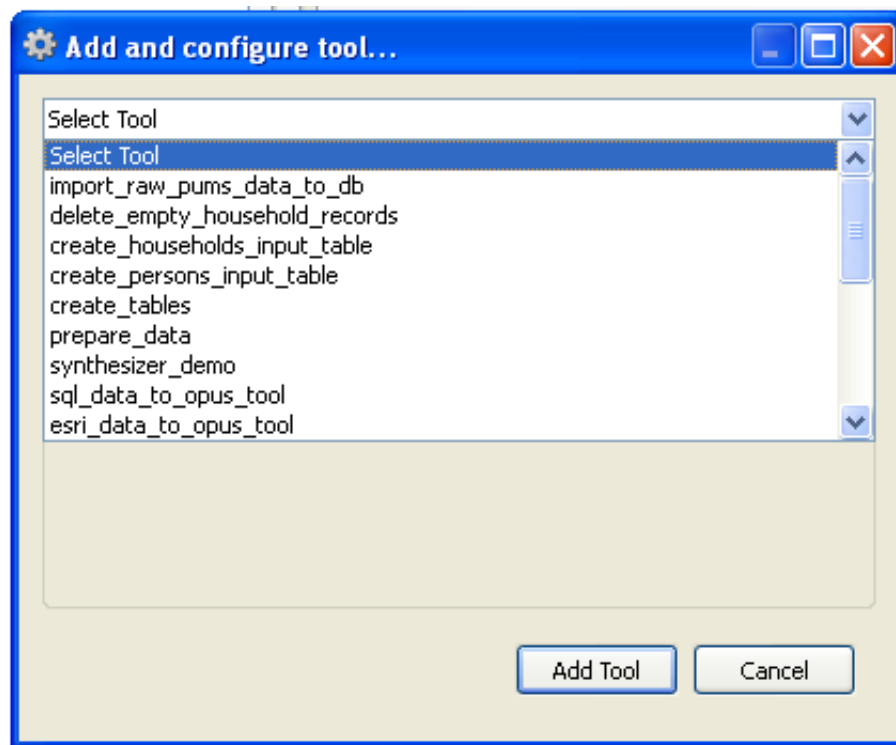 Add and configure tool...
Select Tool
Select Tool
import_raw_pums_data_to_db
delete_empty_household_records
create_households_input_table
create_persons_input_table
create_tables
prepare_data
synthesizer_demo
sql_data_to_opus_tool
esri_data_to_opus_tool
Add Tool Cancel